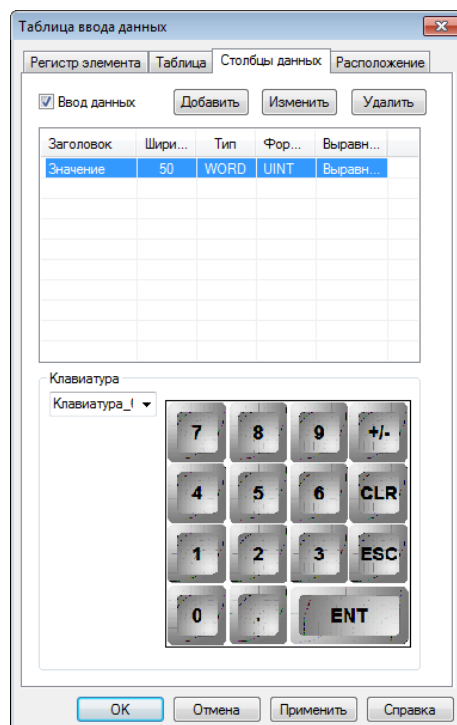 Таблица ввода данных
Регистр элемента Таблица Столбцы данных Расположение
Ввод данных Добавить Изменить Удалить
Заголовок Шири... Тип Фор... Выравн...
Значение 50 WORD UINT Выравн...
Клавиатура
Клавиатура_(
7 8 9 +/-
4 5 6 CLR
1 2 3 ESC
0 . ENT
OK Отмена Применить Справка